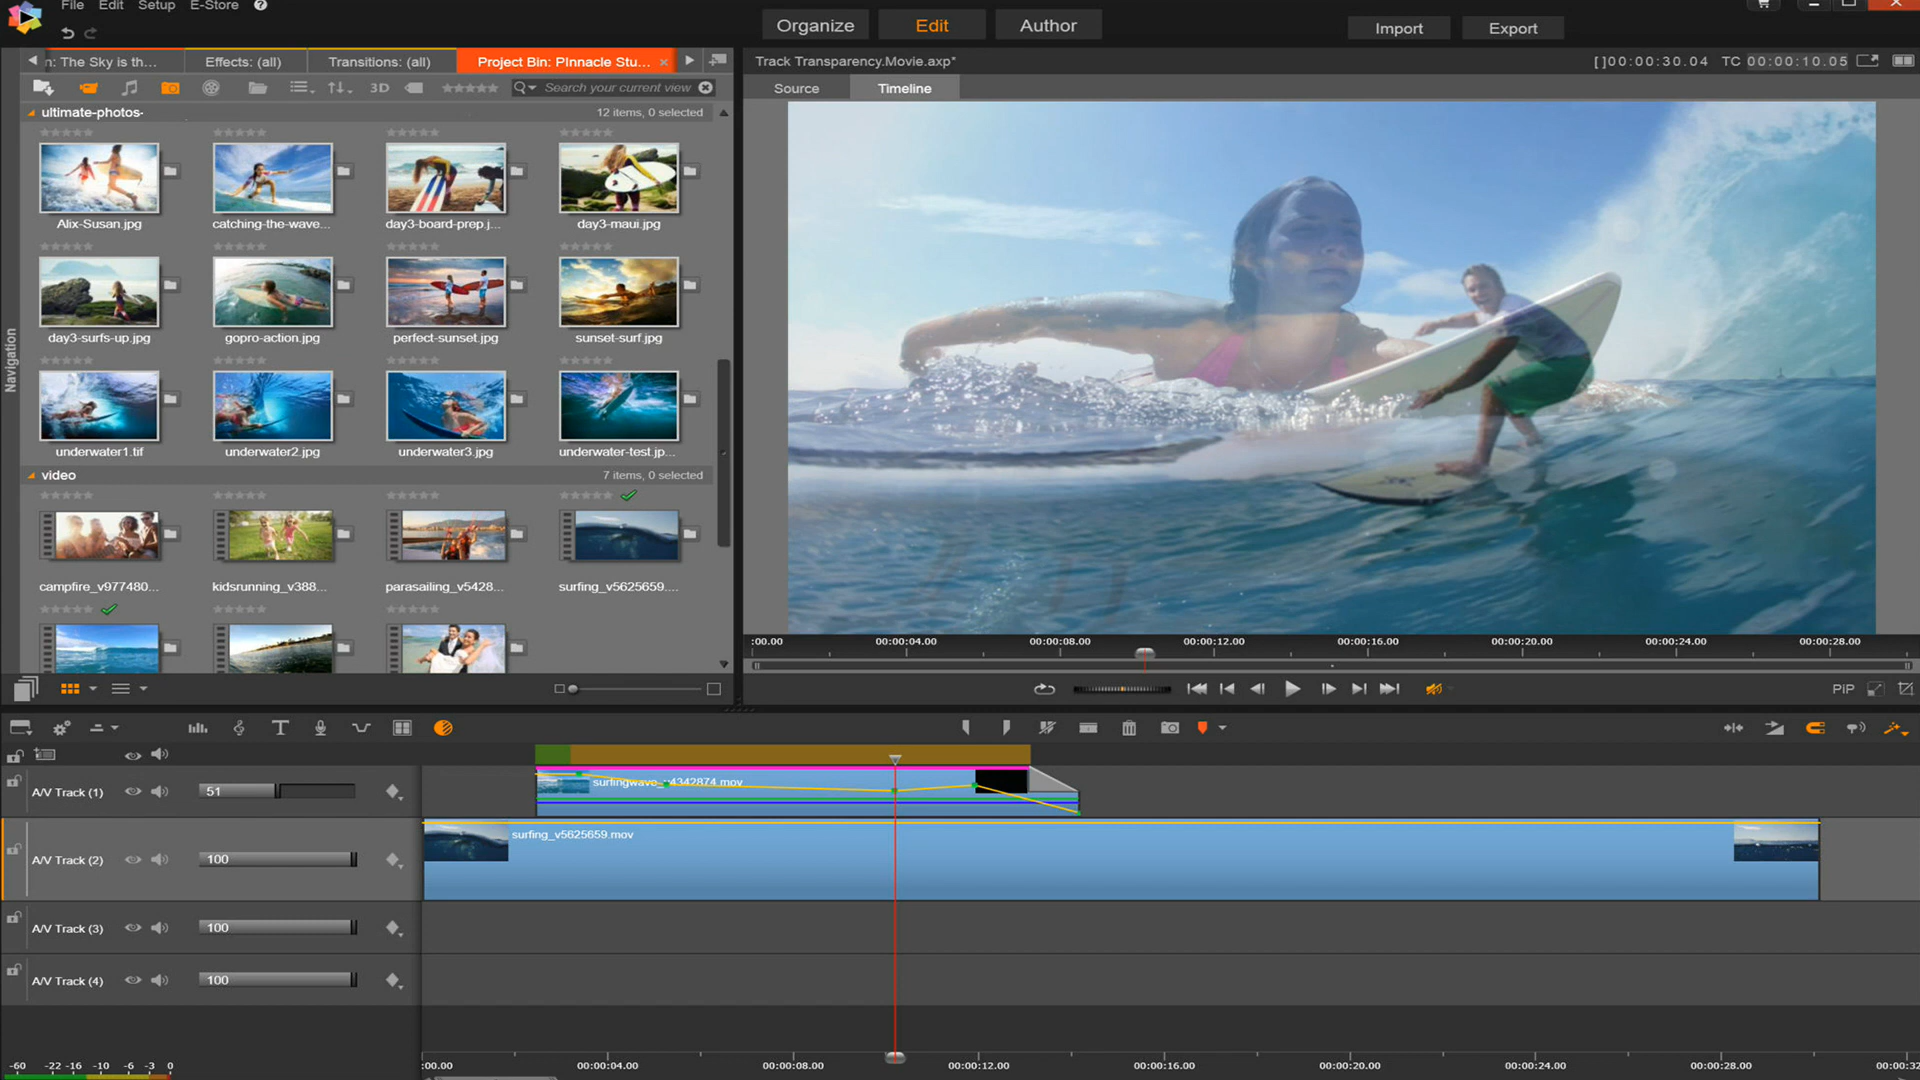 File Edit Setup E-Store ?
Organize Edit Author
Import Export
n: The Sky is th... Effects: (all) Transitions: (all) Project Bin: PInnacle Stu... ×
Track Transparency.Movie.axp*
[]00:00:30.04 TC 00:00:10.05
3D Search your current view
Source Timeline
Navigation
ultimate-photos- 12 items, 0 selected
Alix-Susan.jpg catching-the-wave... day3-board-prep.j... day3-maui.jpg
day3-surfs-up.jpg gopro-action.jpg perfect-sunset.jpg sunset-surf.jpg
underwater1.tif underwater2.jpg underwater3.jpg underwater-test.jp...
video 7 items, 0 selected
campfire_v977480... kidsrunning_v388... parasailing_v5428... surfing_v5625659....
:00.00 00:00:04.00 00:00:08.00 00:00:12.00 00:00:16.00 00:00:20.00 00:00:24.00 00:00:28.00
PiP
A/V Track (1) 51
surfingwave_v4342874.mov
A/V Track (2) 100
surfing_v5625659.mov
A/V Track (3) 100
A/V Track (4) 100
-60 -22 -16 -10 -6 -3 0
:00.00 00:00:04.00 00:00:08.00 00:00:12.00 00:00:16.00 00:00:20.00 00:00:24.00 00:00:28.00 00:00:32